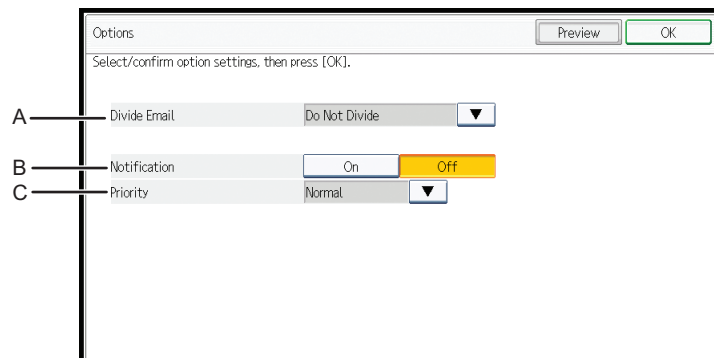 Options Preview OK
Select/confirm option settings, then press [OK].
A Divide Email Do Not Divide ▼
B Notification On Off
C Priority Normal ▼